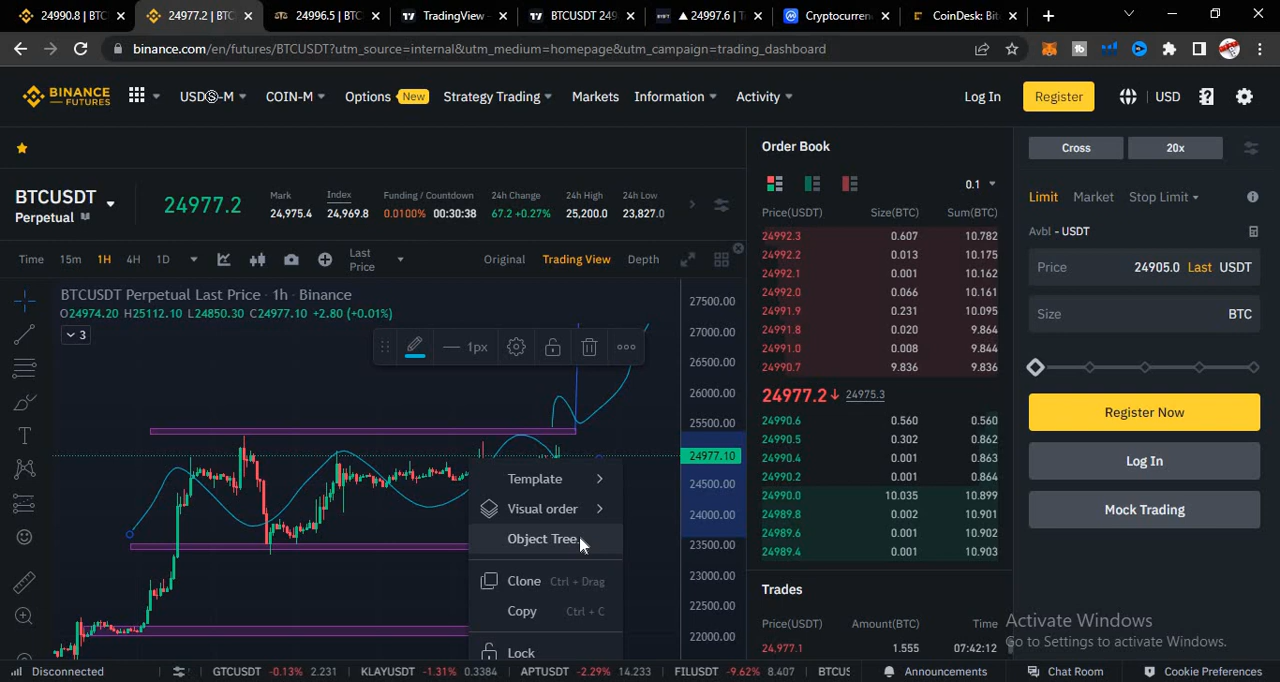 24990.8 | BTC
24977.2 | BTC
24996.5 | BTC
TradingView -
BTCUSDT 249
▲24997.6 | T
Cryptocurren
CoinDesk: Bit
binance.com/en/futures/BTCUSDT?utm_source=internal&utm_medium=homepage&utm_campaign=trading_dashboard
BINANCE FUTURES
USDⓈ-M
COIN-M
Options New
Strategy Trading
Markets
Information
Activity
Log In
Register
USD
BTCUSDT
Perpetual
24977.2
Mark
24,975.4
Index
24,969.8
Funding / Countdown
0.0100% 00:30:38
24h Change
67.2 +0.27%
24h High
25,200.0
24h Low
23,827.0
Time 15m 1H 4H 1D
Last Price
Original Trading View Depth
BTCUSDT Perpetual Last Price · 1h · Binance
O24974.20 H25112.10 L24850.30 C24977.10 +2.80 (+0.01%)
3
1px
27500.00
27000.00
26500.00
26000.00
25500.00
24977.10
24500.00
24000.00
23500.00
23000.00
22500.00
22000.00
Template
Visual order
Object Tree
Clone Ctrl + Drag
Copy Ctrl + C
Lock
Order Book
0.1
Price(USDT) Size(BTC) Sum(BTC)
24992.3 0.607 10.782
24992.2 0.013 10.175
24992.1 0.001 10.162
24992.0 0.066 10.161
24991.9 0.231 10.095
24991.8 0.020 9.864
24991.0 0.008 9.844
24990.7 9.836 9.836
24977.2↓ 24975.3
24990.6 0.560 0.560
24990.5 0.302 0.862
24990.4 0.001 0.863
24990.2 0.001 0.864
24990.0 10.035 10.899
24989.8 0.002 10.901
24989.6 0.001 10.902
24989.4 0.001 10.903
Trades
Price(USDT) Amount(BTC) Time
24,977.1 1.555 07:42:12
Cross
20x
Limit Market Stop Limit
Avbl - USDT
Price 24905.0 Last USDT
Size BTC
Register Now
Log In
Mock Trading
Activate Windows
Go to Settings to activate Windows.
Disconnected
GTCUSDT -0.13% 2.231
KLAYUSDT -1.31% 0.3384
APTUSDT -2.29% 14.233
FILUSDT -9.62% 8.407
BTCUS
Announcements
Chat Room
Cookie Preferences